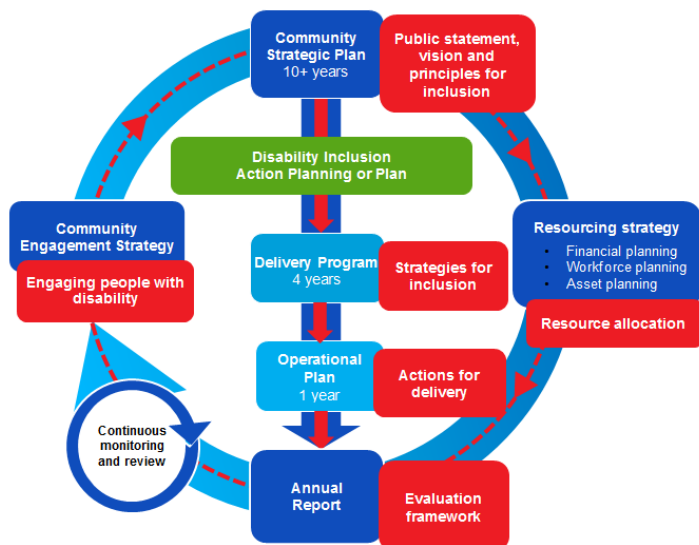 Community
Strategic Plan
10+ years
Public statement,
vision and
principles for
inclusion
Disability Inclusion
Action Planning or Plan
Community
Engagement Strategy
Engaging people with
disability
Delivery Program
4 years
Strategies for
inclusion
Resourcing strategy
• Financial planning
• Workforce planning
• Asset planning
Resource allocation
Operational
Plan
1 year
Actions for
delivery
Continuous
monitoring
and review
Annual
Report
Evaluation
framework